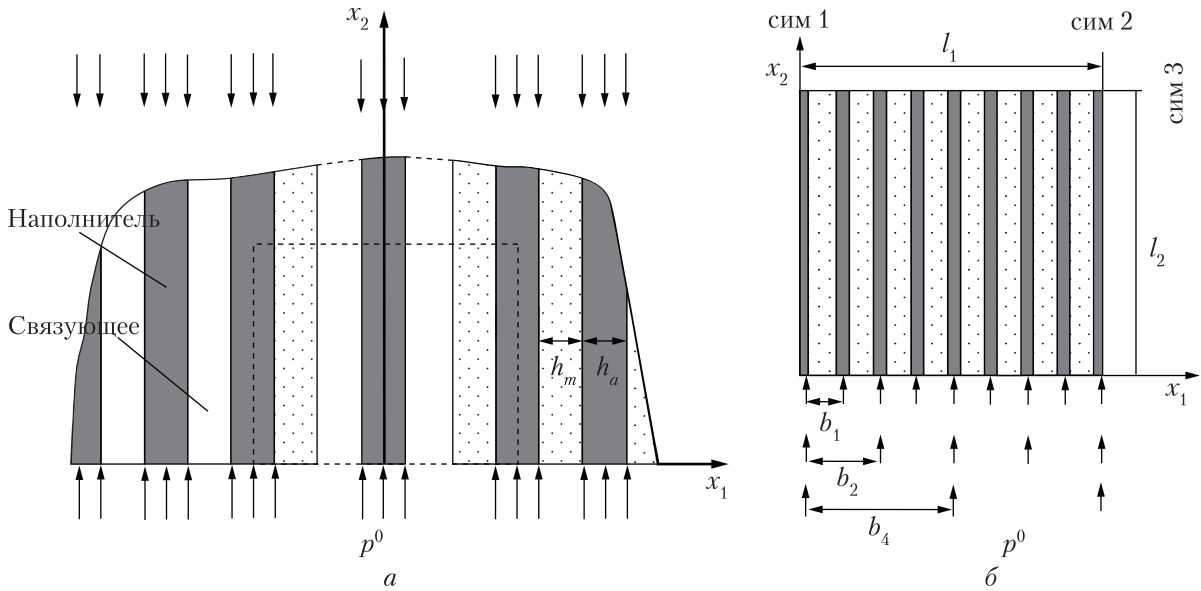 x₂
Наполнитель
Связующее
hₘ
hₐ
x₁
p⁰
а
сим 1
сим 2
сим 3
l₁
x₂
l₂
x₁
b₁
b₂
b₄
p⁰
б